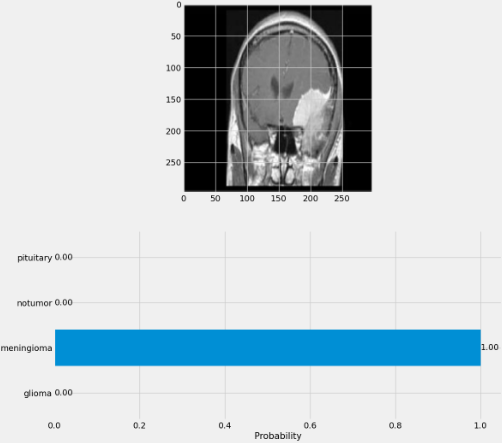 0
50
100
150
200
250
0 50 100 150 200 250
pituitary 0.00
notumor 0.00
meningioma 1.00
glioma 0.00
0.0 0.2 0.4 0.6 0.8 1.0
Probability